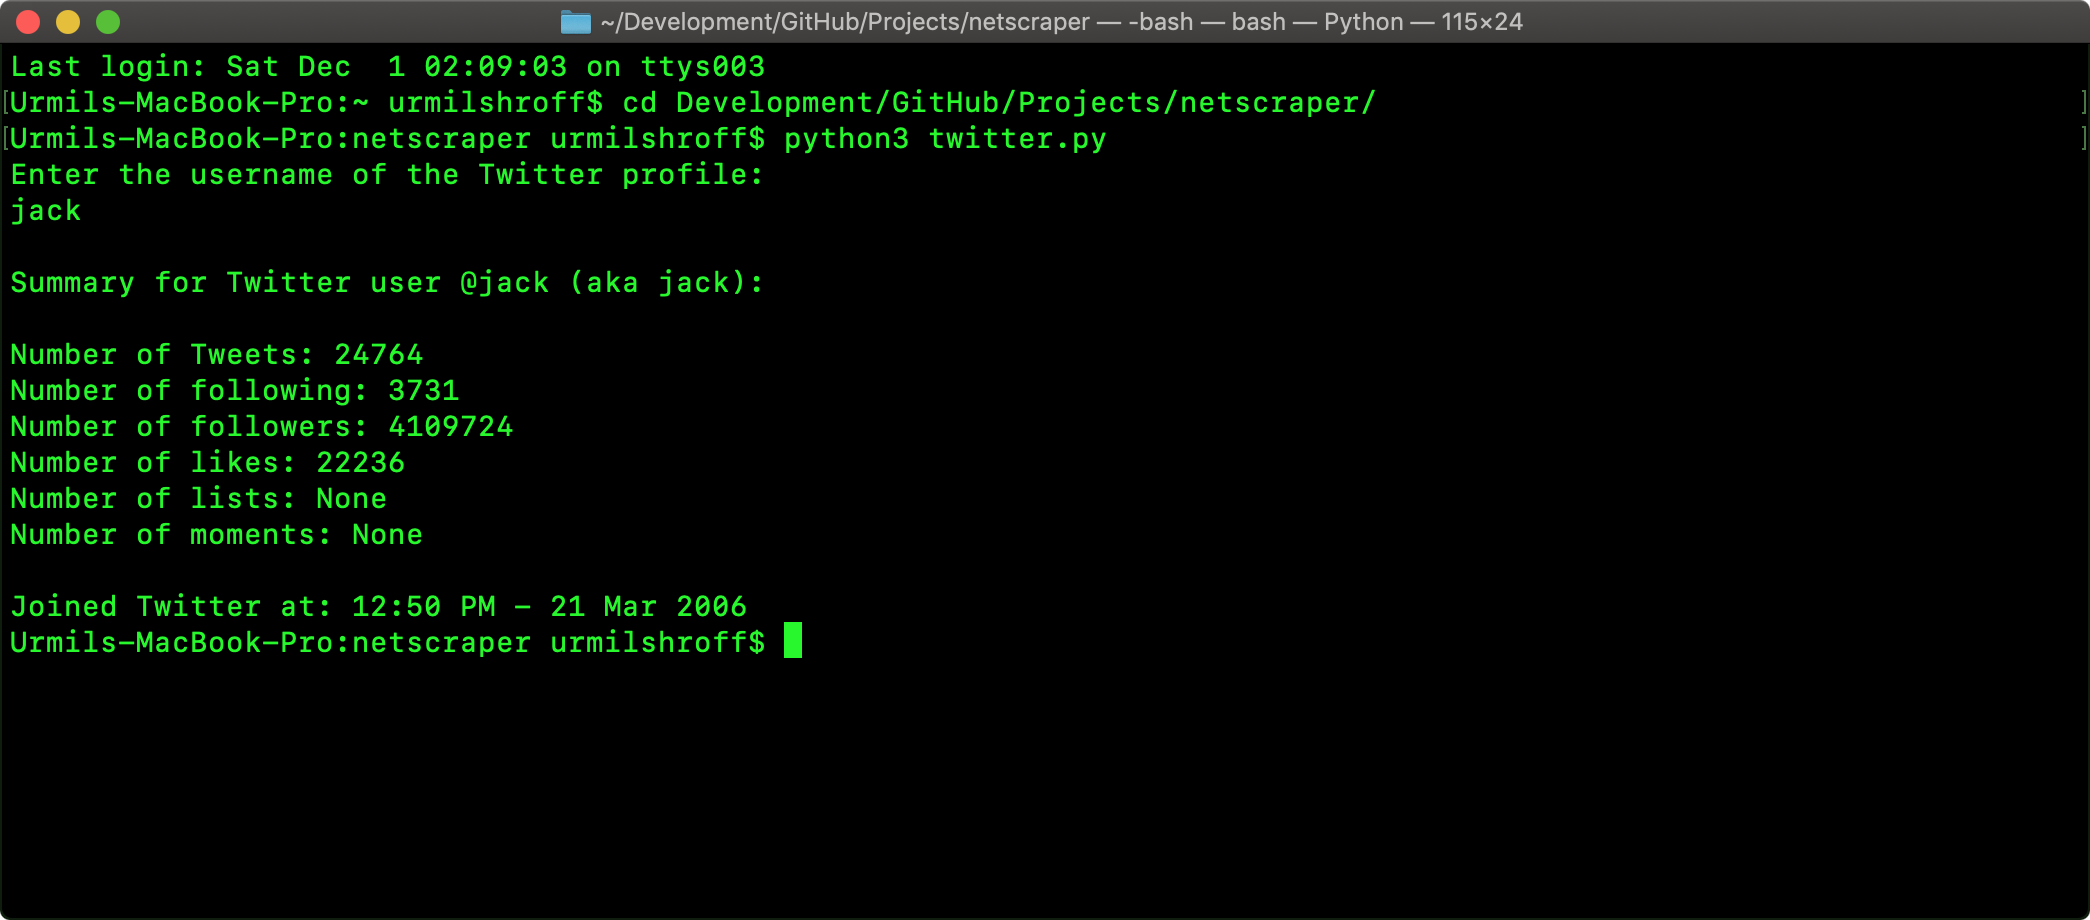 ~/Development/GitHub/Projects/netscraper — -bash — bash — Python — 115×24
Last login: Sat Dec  1 02:09:03 on ttys003
[Urmils-MacBook-Pro:~ urmilshroff$ cd Development/GitHub/Projects/netscraper/ ]
[Urmils-MacBook-Pro:netscraper urmilshroff$ python3 twitter.py ]
Enter the username of the Twitter profile:
jack
Summary for Twitter user @jack (aka jack):
Number of Tweets: 24764
Number of following: 3731
Number of followers: 4109724
Number of likes: 22236
Number of lists: None
Number of moments: None
Joined Twitter at: 12:50 PM - 21 Mar 2006
Urmils-MacBook-Pro:netscraper urmilshroff$